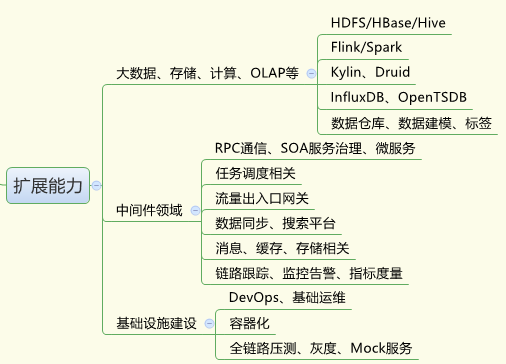 扩展能力
大数据、存储、计算、OLAP等
HDFS/HBase/Hive
Flink/Spark
Kylin、Druid
InfluxDB、OpenTSDB
数据仓库、数据建模、标签
中间件领域
RPC通信、SOA服务治理、微服务
任务调度相关
流量出入口网关
数据同步、搜索平台
消息、缓存、存储相关
链路跟踪、监控告警、指标度量
基础设施建设
DevOps、基础运维
容器化
全链路压测、灰度、Mock服务